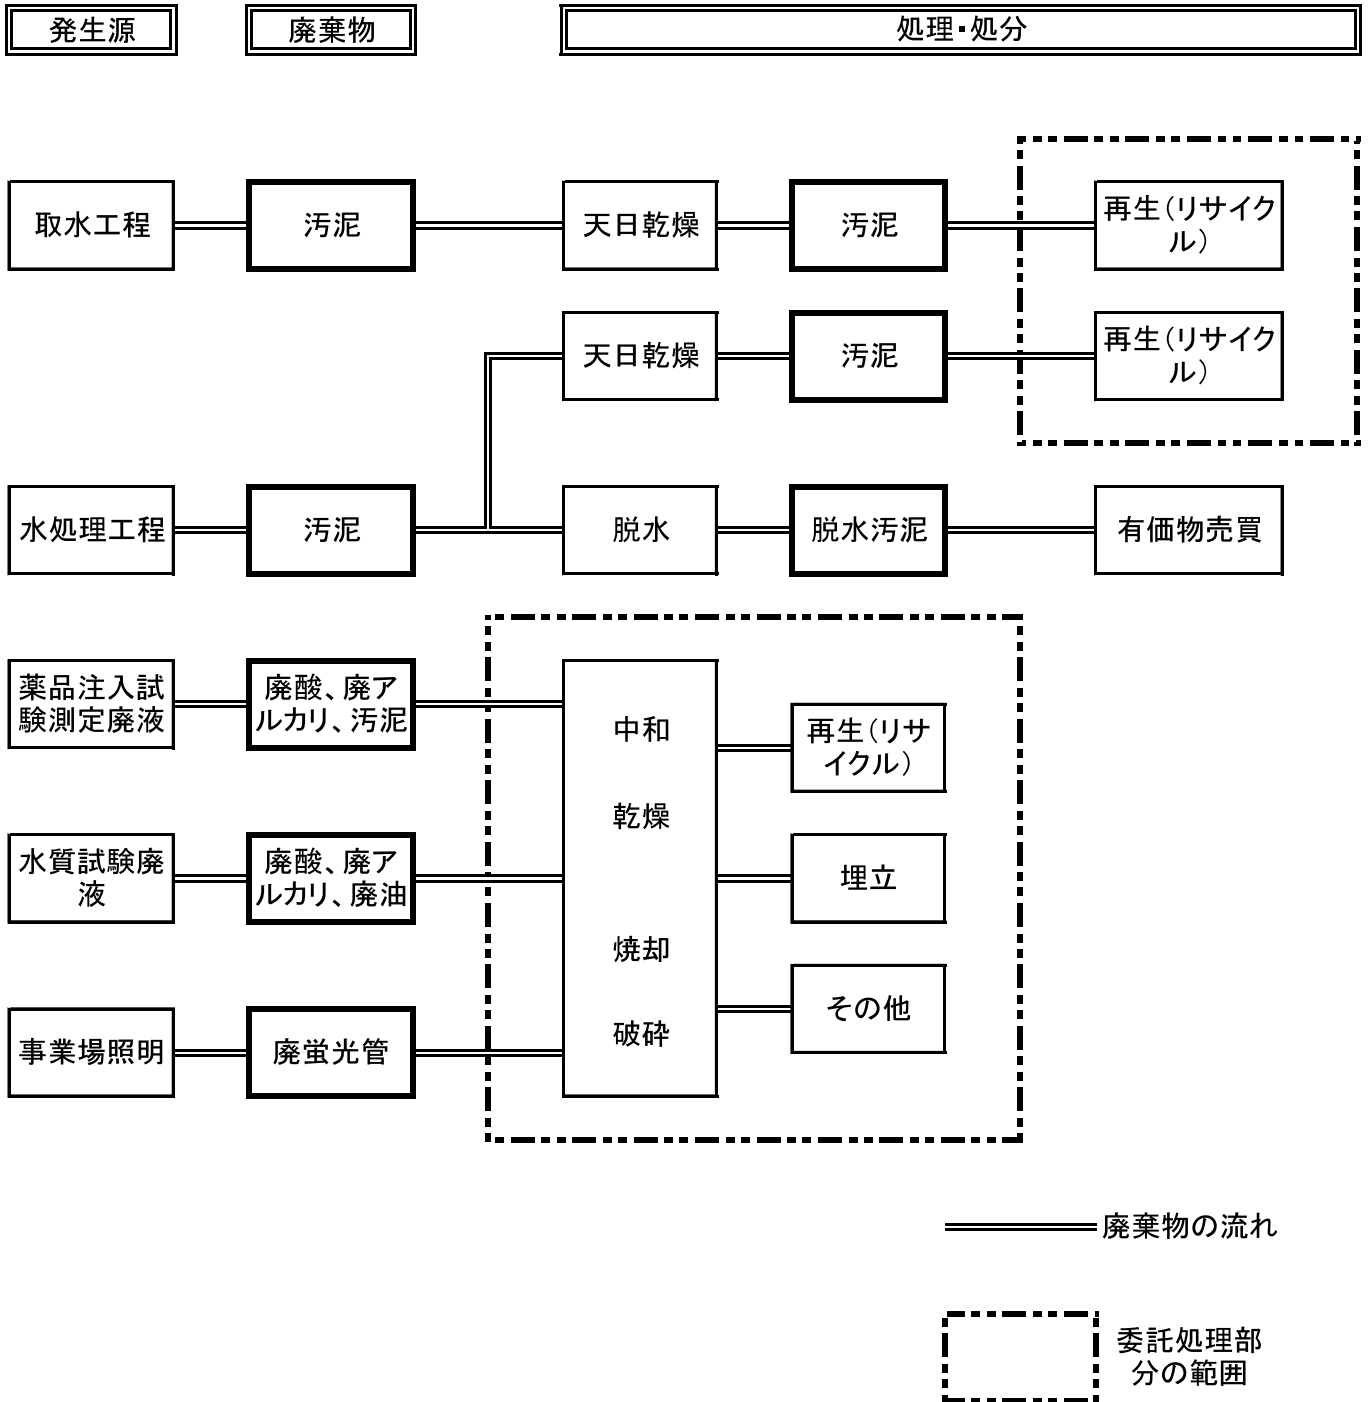 発生源
廃棄物
処理・処分
取水工程
汚泥
天日乾燥
汚泥
再生（リサイク
ル）
天日乾燥
汚泥
再生（リサイク
ル）
水処理工程
汚泥
脱水
脱水汚泥
有価物売買
薬品注入試
験測定廃液
廃酸、廃ア
ルカリ、汚泥
中和
再生（リサ
イクル）
乾燥
水質試験廃
液
廃酸、廃ア
ルカリ、廃油
埋立
焼却
その他
破砕
事業場照明
廃蛍光管
廃棄物の流れ
委託処理部
分の範囲